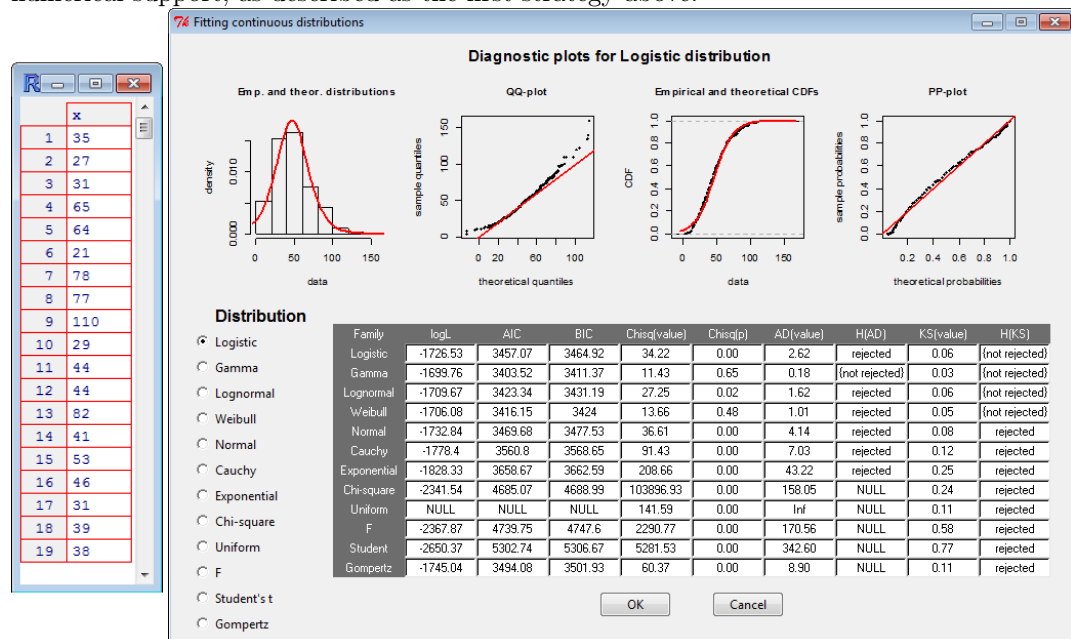 numerical support, as described as the first strategy above.
Fitting continuous distributions
x
1 35
2 27
3 31
4 65
5 64
6 21
7 78
8 77
9 110
10 29
11 44
12 44
13 82
14 41
15 53
16 46
17 31
18 39
19 38
Diagnostic plots for Logistic distribution
Emp. and theor. distributions
density
0.000 0.010
0 50 100 150
data
QQ-plot
sample quantiles
0 50 100 150
0 20 60 100
theoretical quantiles
Empirical and theoretical CDFs
CDF
0.0 0.2 0.4 0.6 0.8 1.0
0 50 100 150
data
PP-plot
sample probabilities
0.0 0.2 0.4 0.6 0.8 1.0
0.2 0.4 0.6 0.8 1.0
theoretical probabilities
Distribution
Logistic
Gamma
Lognormal
Weibull
Normal
Cauchy
Exponential
Chi-square
Uniform
F
Student's t
Gompertz
Family logL AIC BIC Chisq(value) Chisq(p) AD(value) H(AD) KS(value) H(KS)
Logistic -1726.53 3457.07 3464.92 34.22 0.00 2.62 rejected 0.06 {not rejected}
Gamma -1699.76 3403.52 3411.37 11.43 0.65 0.18 {not rejected} 0.03 {not rejected}
Lognormal -1709.67 3423.34 3431.19 27.25 0.02 1.62 rejected 0.06 {not rejected}
Weibull -1706.08 3416.15 3424 13.66 0.48 1.01 rejected 0.05 {not rejected}
Normal -1732.84 3469.68 3477.53 36.61 0.00 4.14 rejected 0.08 rejected
Cauchy -1778.4 3560.8 3568.65 91.43 0.00 7.03 rejected 0.12 rejected
Exponential -1828.33 3658.67 3662.59 208.66 0.00 43.22 rejected 0.25 rejected
Chi-square -2341.54 4685.07 4688.99 103896.93 0.00 158.05 NULL 0.24 rejected
Uniform NULL NULL NULL 141.59 0.00 Inf NULL 0.11 rejected
F -2367.87 4739.75 4747.6 2290.77 0.00 170.56 NULL 0.58 rejected
Student -2650.37 5302.74 5306.67 5281.53 0.00 342.60 NULL 0.77 rejected
Gompertz -1745.04 3494.08 3501.93 60.37 0.00 8.90 NULL 0.11 rejected
OK Cancel